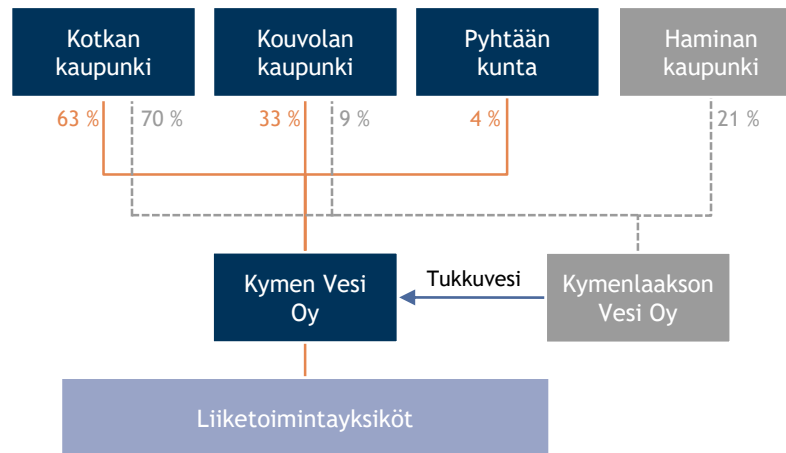 Kotkan
kaupunki
Kouvolan
kaupunki
Pyhtään
kunta
Haminan
kaupunki
63 %
70 %
33 %
9 %
4 %
21 %
Kymen Vesi
Oy
Tukkuvesi
Kymenlaakson
Vesi Oy
Liiketoimintayksiköt